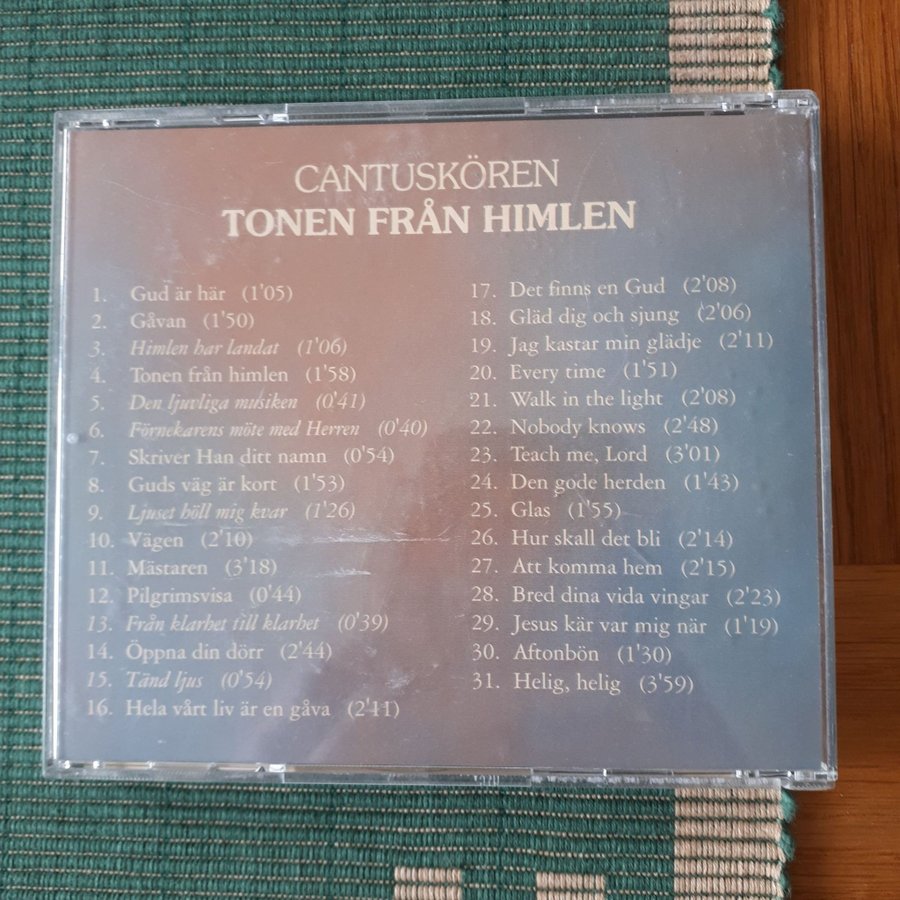 CANTUSKÖREN
TONEN FRÅN HIMLEN
1. Gud är här (1'05)
2. Gåvan (1'50)
3. Himlen har landat (1'06)
4. Tonen från himlen (1'58)
5. Den ljuvliga musiken (0'41)
6. Förnekarens möte med Herren (0'40)
7. Skriver Han ditt namn (0'54)
8. Guds väg är kort (1'53)
9. Ljuset höll mig kvar (1'26)
10. Vägen (2'10)
11. Mästaren (3'18)
12. Pilgrimsvisa (0'44)
13. Från klarhet till klarhet (0'39)
14. Öppna din dörr (2'44)
15. Tänd ljus (0'54)
16. Hela vårt liv är en gåva (2'11)
17. Det finns en Gud (2'08)
18. Gläd dig och sjung (2'06)
19. Jag kastar min glädje (2'11)
20. Every time (1'51)
21. Walk in the light (2'08)
22. Nobody knows (2'48)
23. Teach me, Lord (3'01)
24. Den gode herden (1'43)
25. Glas (1'55)
26. Hur skall det bli (2'14)
27. Att komma hem (2'15)
28. Bred dina vida vingar (2'23)
29. Jesus kär var mig när (1'19)
30. Aftonbön (1'30)
31. Helig, helig (3'59)